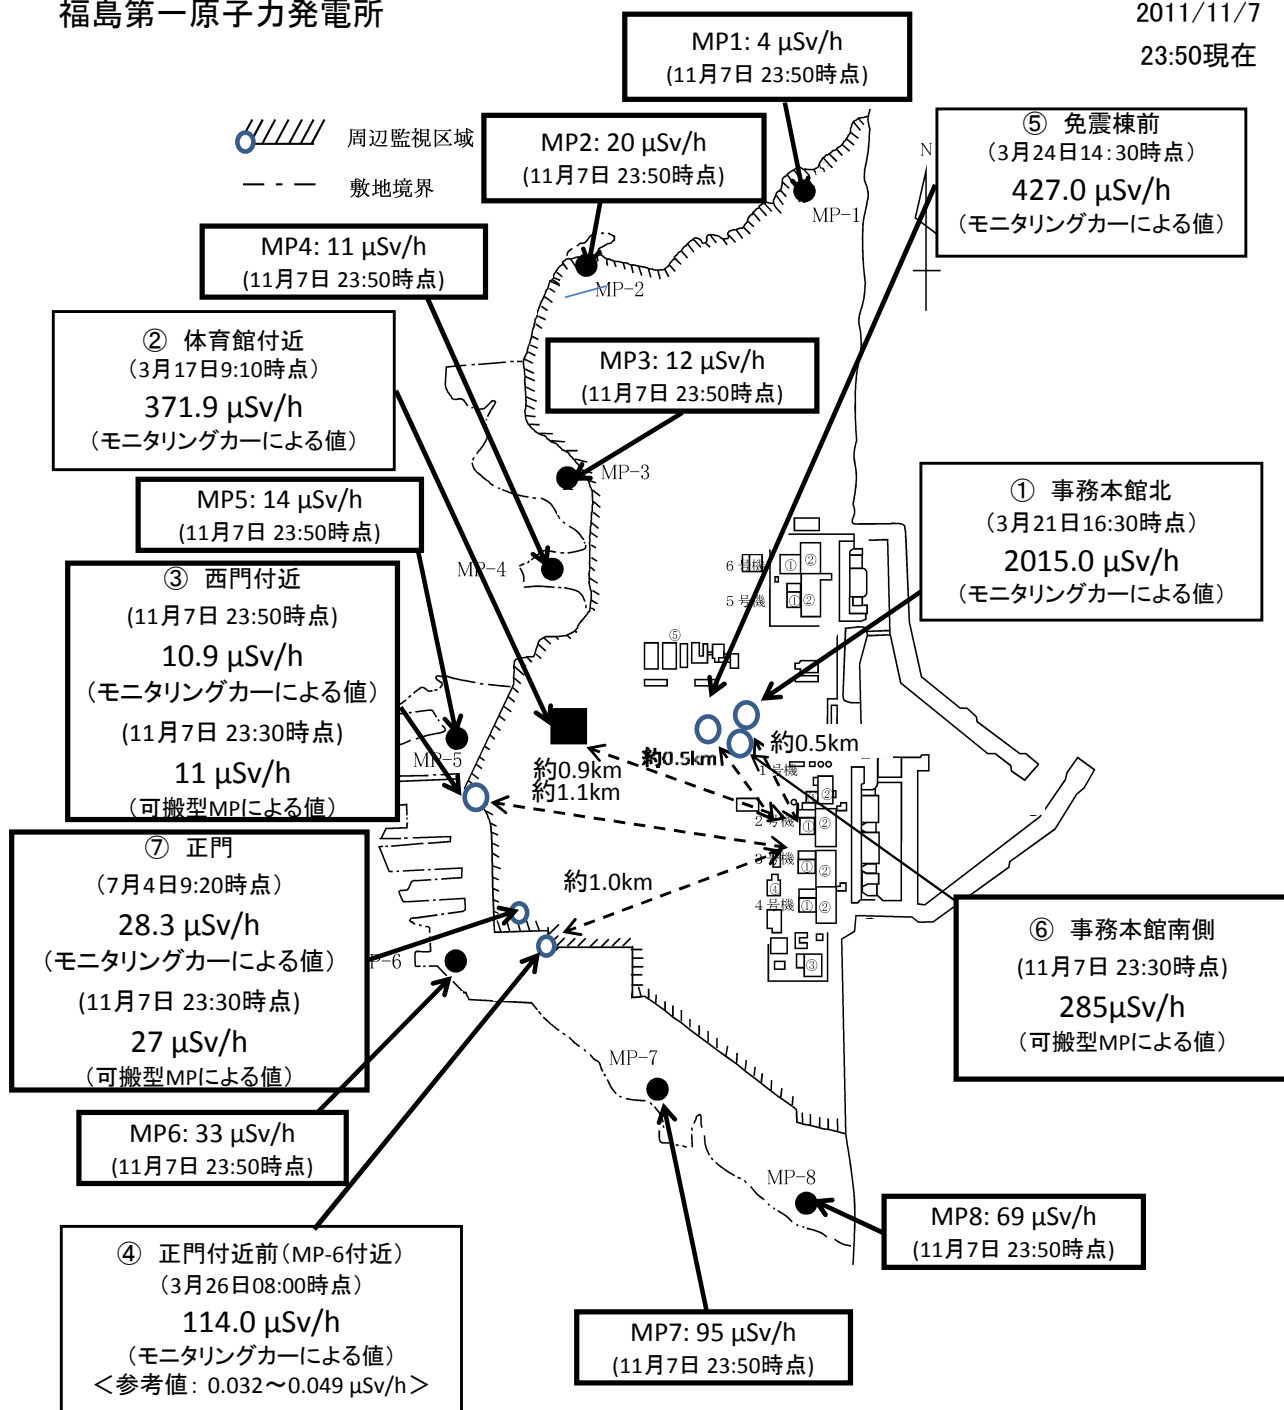 福島第一原子力発電所
2011/11/7
23:50現在
周辺監視区域
敷地境界
MP1: 4 μSv/h
(11月7日 23:50時点)
MP2: 20 μSv/h
(11月7日 23:50時点)
⑤ 免震棟前
(3月24日14:30時点)
427.0 μSv/h
(モニタリングカーによる値)
N
MP-1
MP4: 11 μSv/h
(11月7日 23:50時点)
MP-2
② 体育館付近
(3月17日9:10時点)
371.9 μSv/h
(モニタリングカーによる値)
MP3: 12 μSv/h
(11月7日 23:50時点)
MP-3
MP5: 14 μSv/h
(11月7日 23:50時点)
① 事務本館北
(3月21日16:30時点)
2015.0 μSv/h
(モニタリングカーによる値)
MP-4
③ 西門付近
(11月7日 23:50時点)
10.9 μSv/h
(モニタリングカーによる値)
(11月7日 23:30時点)
11 μSv/h
(可搬型MPによる値)
6号機
① ②
5号機
① ②
⑤
MP-5
約0.9km
約1.1km
約0.5km
約0.5km
1号機
②
2号機
① ②
3号機
① ②
④
4号機
① ②
③
約1.0km
⑦ 正門
(7月4日9:20時点)
28.3 μSv/h
(モニタリングカーによる値)
(11月7日 23:30時点)
27 μSv/h
(可搬型MPによる値)
P-6
⑥ 事務本館南側
(11月7日 23:30時点)
285μSv/h
(可搬型MPによる値)
MP-7
MP6: 33 μSv/h
(11月7日 23:50時点)
MP-8
MP8: 69 μSv/h
(11月7日 23:50時点)
④ 正門付近前(MP-6付近)
(3月26日08:00時点)
114.0 μSv/h
(モニタリングカーによる値)
<参考値: 0.032～0.049 μSv/h>
MP7: 95 μSv/h
(11月7日 23:50時点)